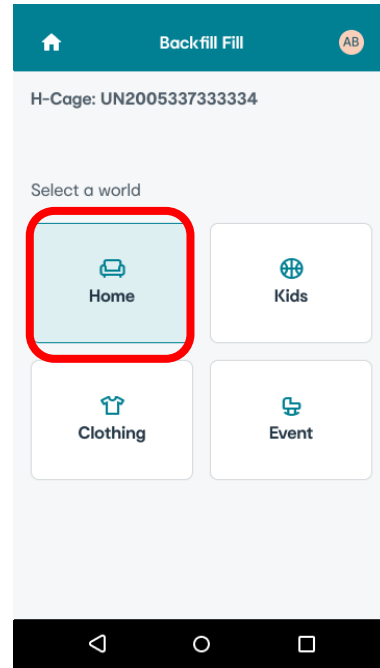 Backfill Fill
AB
H-Cage: UN2005337333334
Select a world
Home
Kids
Clothing
Event